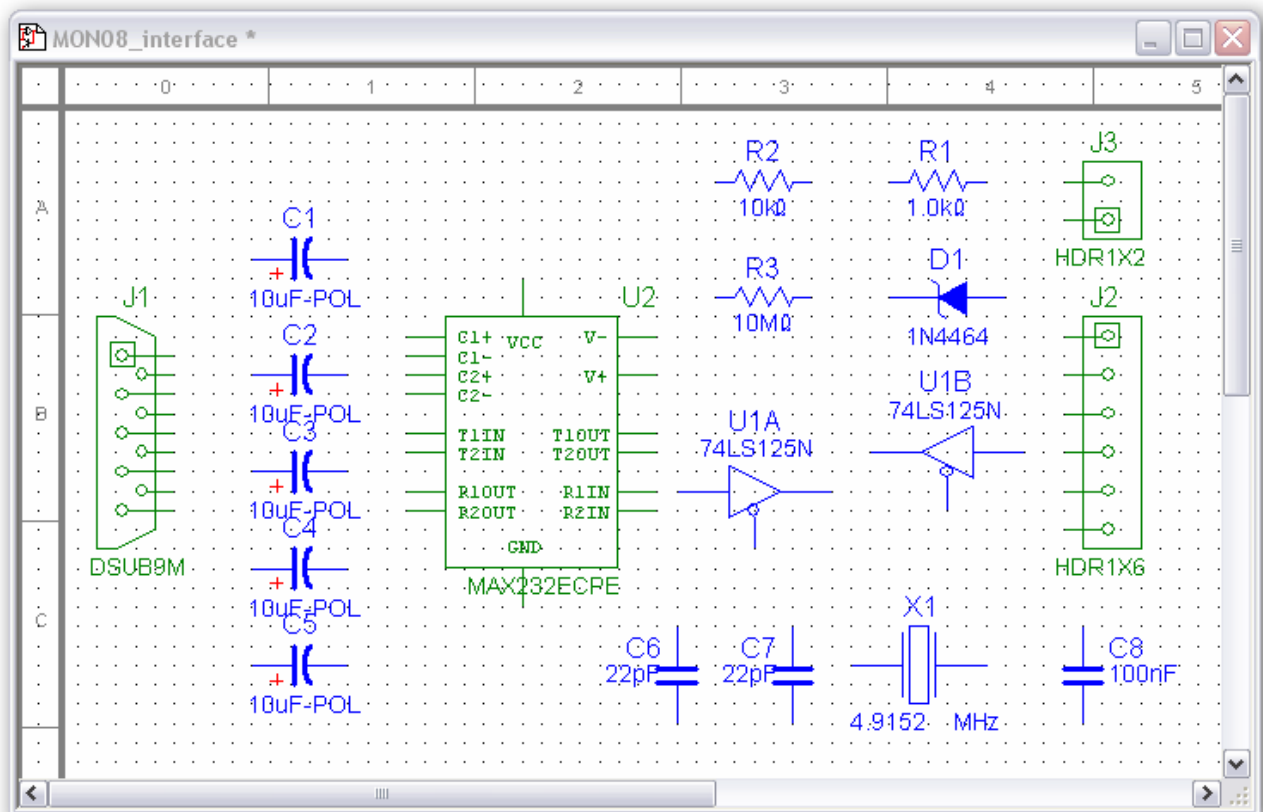 MON08_interface *
0 1 2 3 4 5
A
B
C
J1
DSUB9M
C1
10uF-POL
C2
10uF-POL
C3
10uF-POL
C4
10uF-POL
C5
10uF-POL
U2
C1+ VCC V-
C1-
C2+ V+
C2-
T1IN T1OUT
T2IN T2OUT
R1OUT R1IN
R2OUT R2IN
GND
MAX232ECPE
R2
10kΩ
R1
1.0kΩ
R3
10MΩ
D1
1N4464
U1A
74LS125N
U1B
74LS125N
J3
HDR1X2
J2
HDR1X6
C6
22pF
C7
22pF
X1
4.9152 MHz
C8
100nF